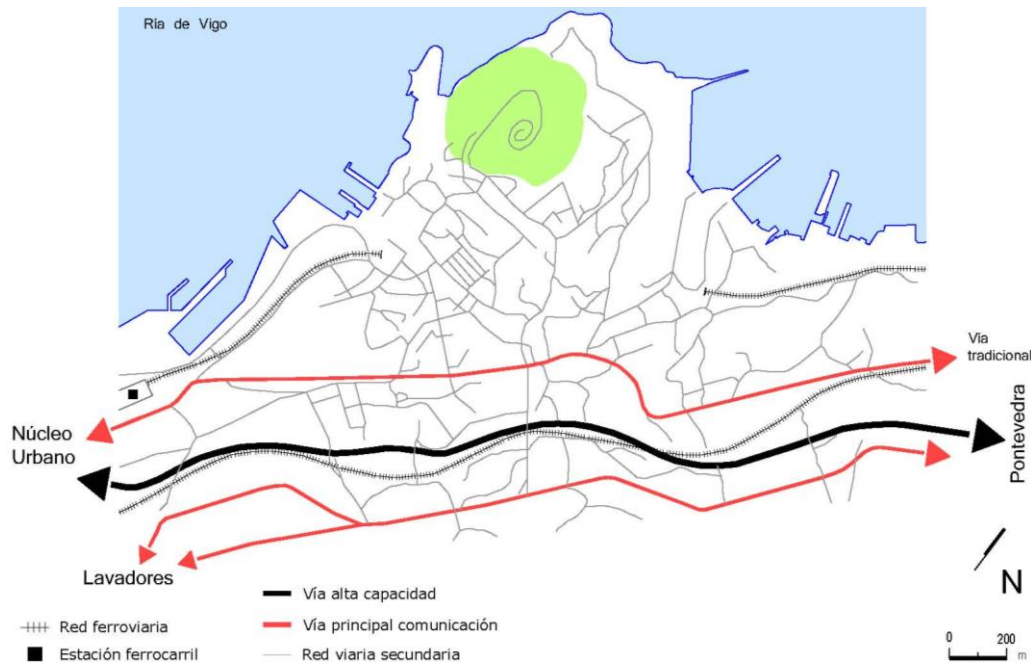 Ria de Vigo
Vía
tradicional
Núcleo
Urbano
Pontevedra
Lavadores
N
Vía alta capacidad
Red ferroviaria
Vía principal comunicación
Estación ferrocarril
Red viaria secundaria
0 200
m